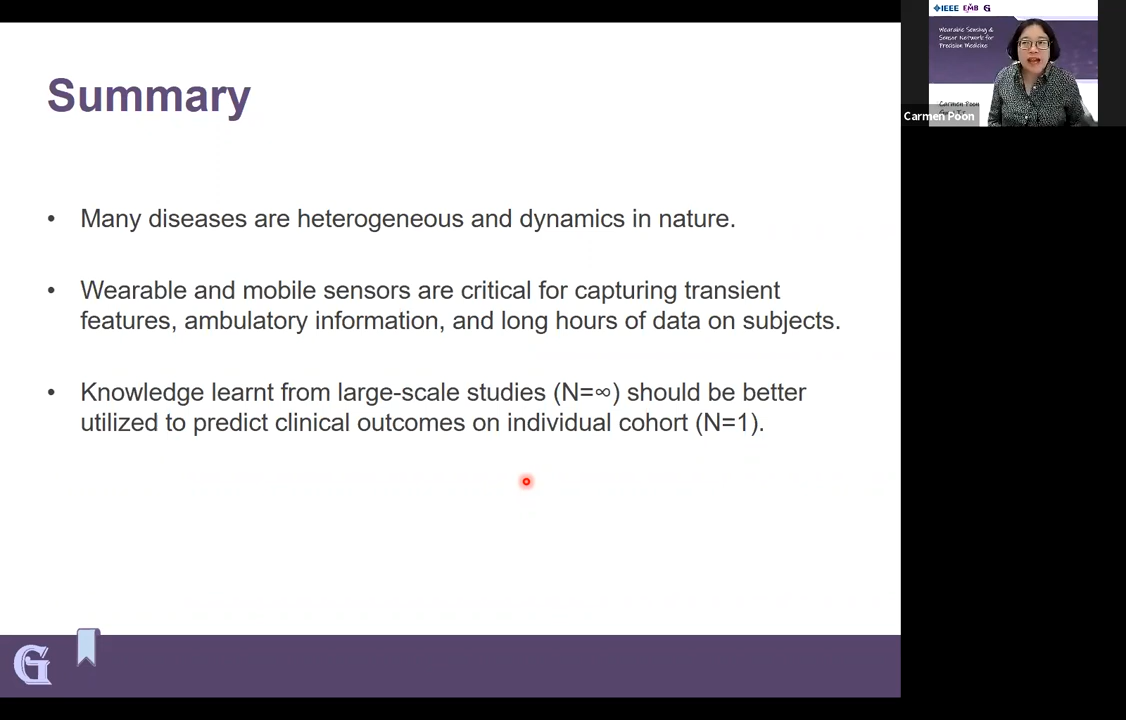 Summary
• Many diseases are heterogeneous and dynamics in nature.
• Wearable and mobile sensors are critical for capturing transient
features, ambulatory information, and long hours of data on subjects.
• Knowledge learnt from large-scale studies (N=∞) should be better
utilized to predict clinical outcomes on individual cohort (N=1).
G
IEEE EMB G
Wearable Sensing &
Sensor Network for
Precision Medicine
Carmen Poon
Carmen Poon